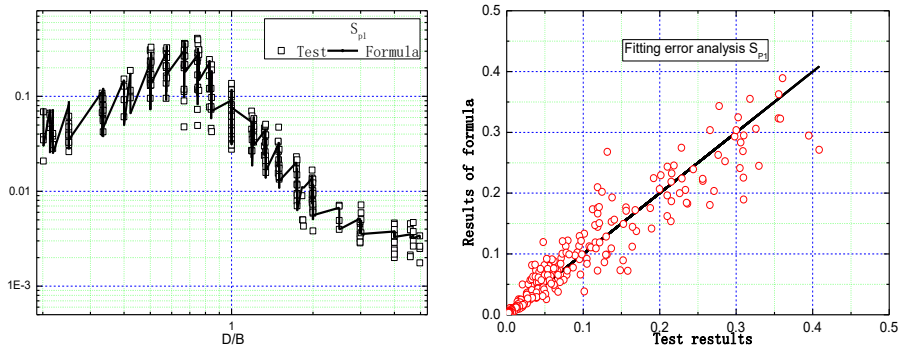 S_p1
Test Formula
0.1
0.01
1E-3
1
D/B
0.5
Fitting error analysis S_P1
0.4
0.3
0.2
0.1
0.0
0.0 0.1 0.2 0.3 0.4 0.5
Results of formula
Test restults